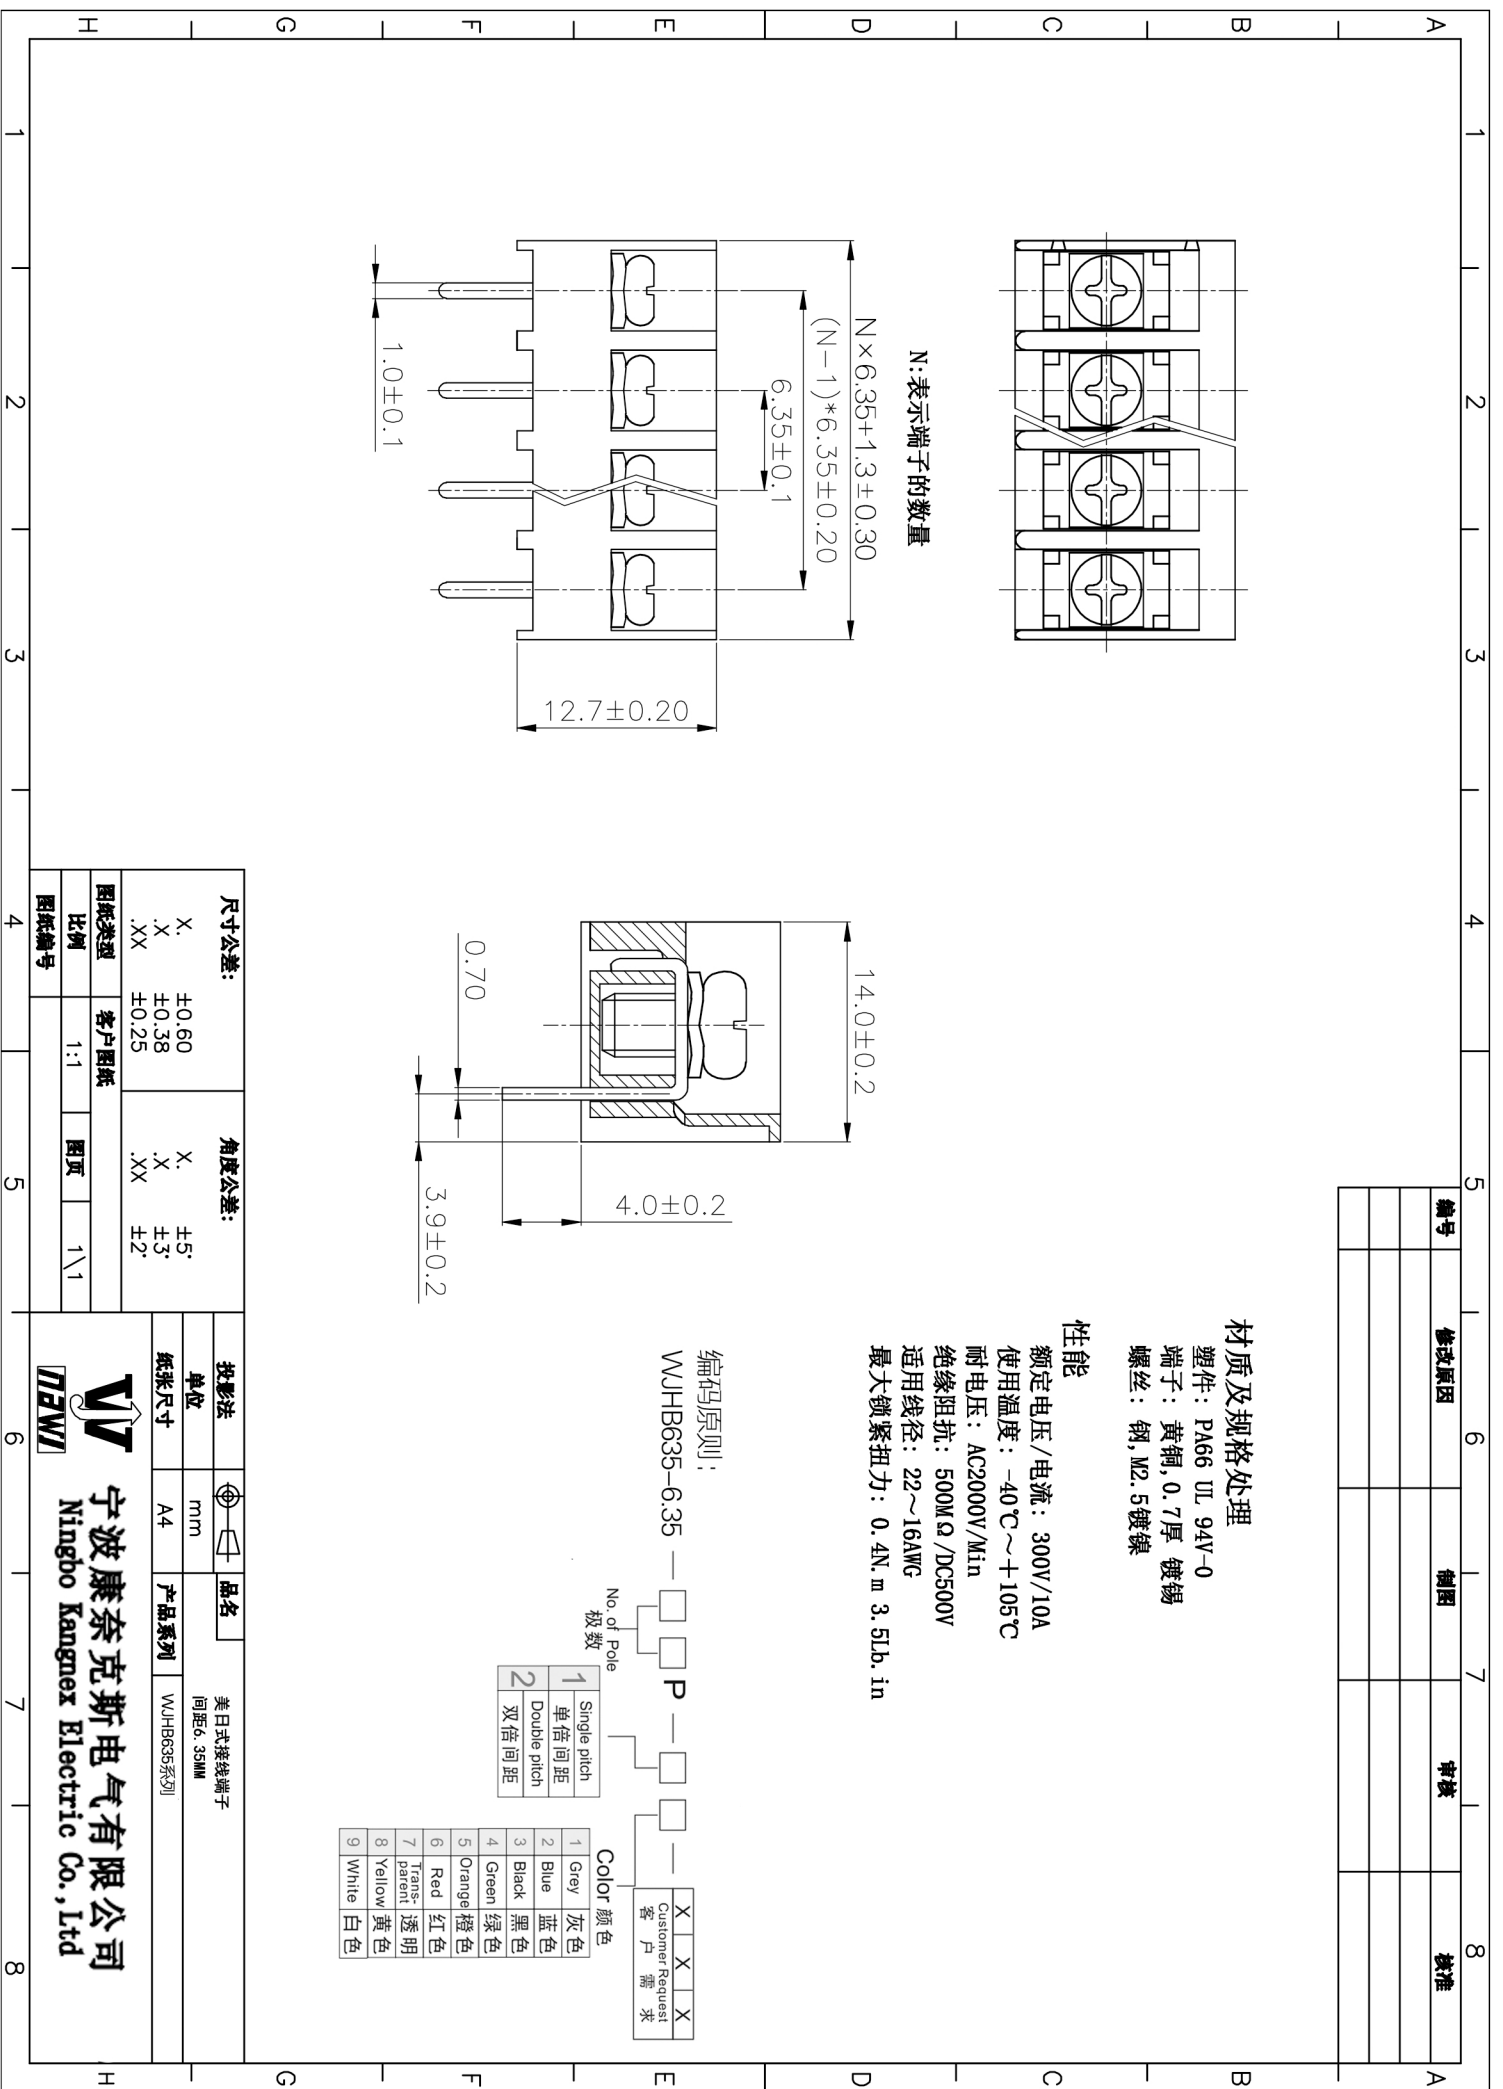 1 2 3 4 5 6 7 8
A
B
C
D
E
F
G
H
编号 修改原因 制图 审核 核准
材质及规格处理
塑件: PA66 UL 94V-0
端子: 黄铜,0.7厚 镀锡
螺丝: 钢,M2.5镀镍
性能
额定电压/电流: 300V/10A
使用温度: -40℃～+105℃
耐电压: AC2000V/Min
绝缘阻抗: 500MΩ/DC500V
适用线径: 22～16AWG
最大锁紧扭力: 0.4N.m 3.5Lb.in
N:表示端子的数量
N×6.35+1.3±0.30
(N-1)*6.35±0.20
6.35±0.1
12.7±0.20
1.0±0.1
14.0±0.2
4.0±0.2
0.70
3.9±0.2
编码原则:
WJHB635-6.35 — □ □ P — □ □ — X X X
Customer Request
客户需求
No. of Pole
极数
1 Single pitch
单倍间距
2 Double pitch
双倍间距
Color 颜色
1 Grey 灰色
2 Blue 蓝色
3 Black 黑色
4 Green 绿色
5 Orange 橙色
6 Red 红色
7 Trans-parent 透明
8 Yellow 黄色
9 White 白色
尺寸公差:
X. ±0.60
.X ±0.38
.XX ±0.25
角度公差:
X. ±5°
.X ±3°
.XX ±2°
图纸类型 客户图纸
比例 1:1 图页 1\1
图纸编号
投影法
单位 mm
纸张尺寸 A4
品名 美日式接线端子
间距6.35MM
产品系列 WJHB635系列
宁波康奈克斯电气有限公司
Ningbo Kangnex Electric Co.,Ltd
A
B
C
D
E
F
G
H
1 2 3 4 5 6 7 8